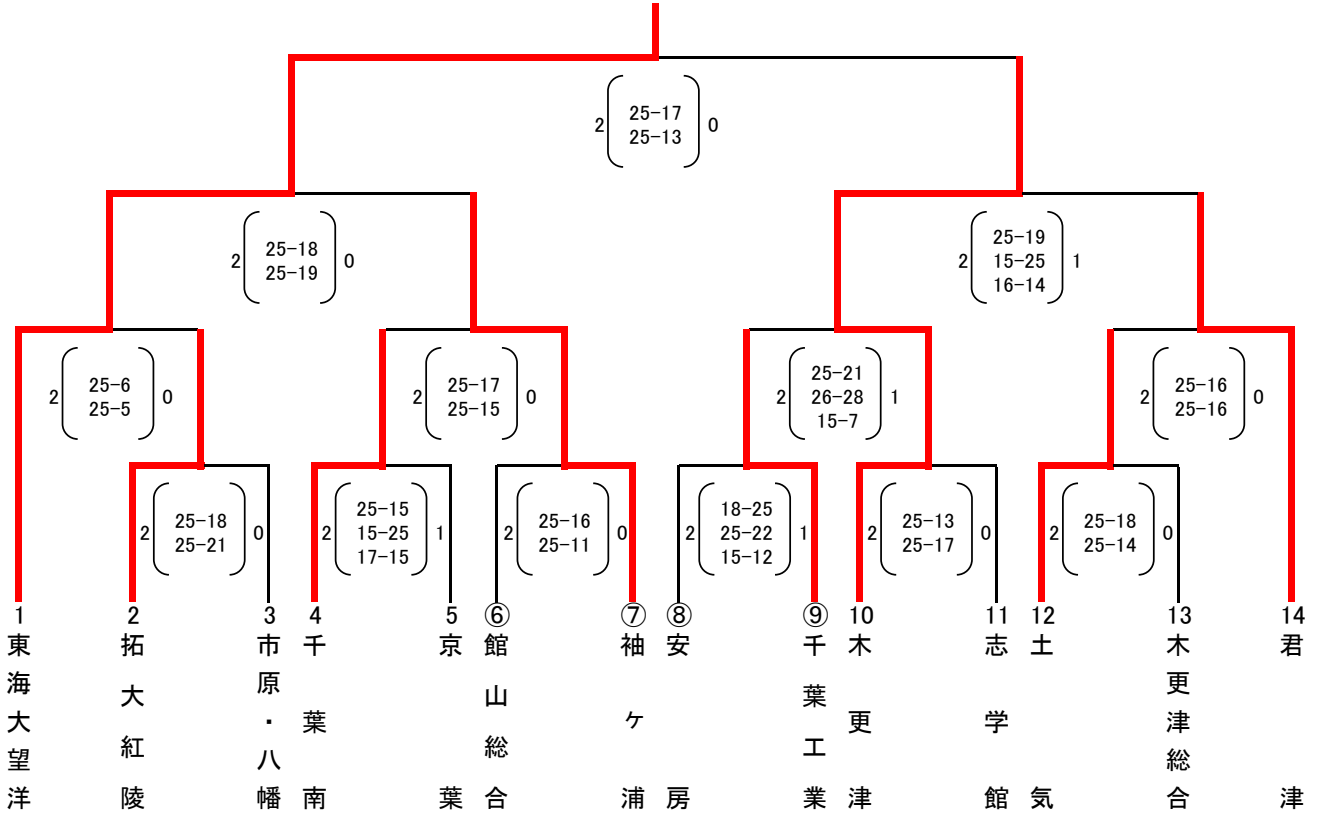 25-17
2 0
25-13
25-18
2 0
25-19
25-19
2 15-25 1
16-14
25-6
2 0
25-5
25-17
2 0
25-15
25-21
2 26-28 1
15-7
25-16
2 0
25-16
25-18
2 0
25-21
25-15
2 15-25 1
17-15
25-16
2 0
25-11
18-25
2 25-22 1
15-12
25-13
2 0
25-17
25-18
2 0
25-14
1 2 3 4 5 ⑥ ⑦ ⑧ ⑨ 10 11 12 13 14
東海大望洋
拓大紅陵
市原・八幡
千葉南
京葉
館山総合
袖ヶ浦
安房
千葉工業
木更津
志学館
土気
木更津総合
君津